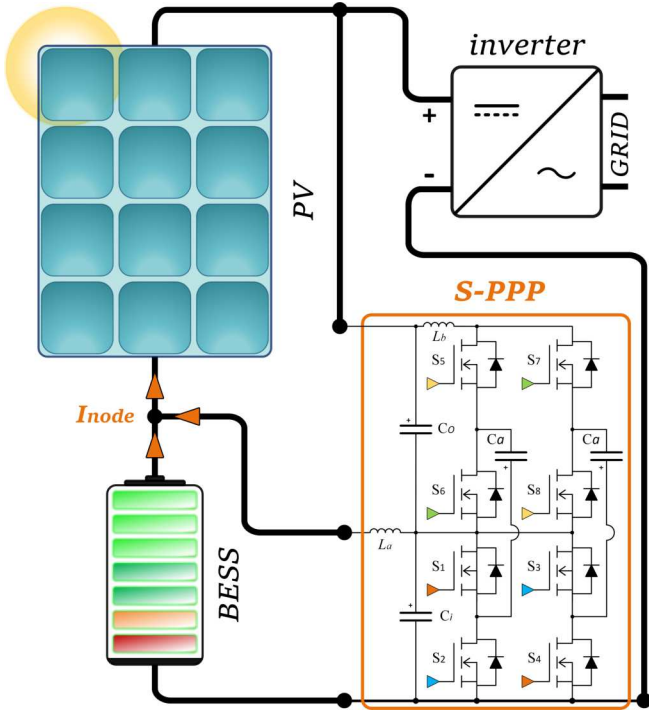 inverter
+
-
GRID
PV
S-PPP
Lb
S5
S7
Inode
+
Co
Ca
+
Ca
+
S6
S8
La
BESS
S1
S3
+
Ci
S2
S4